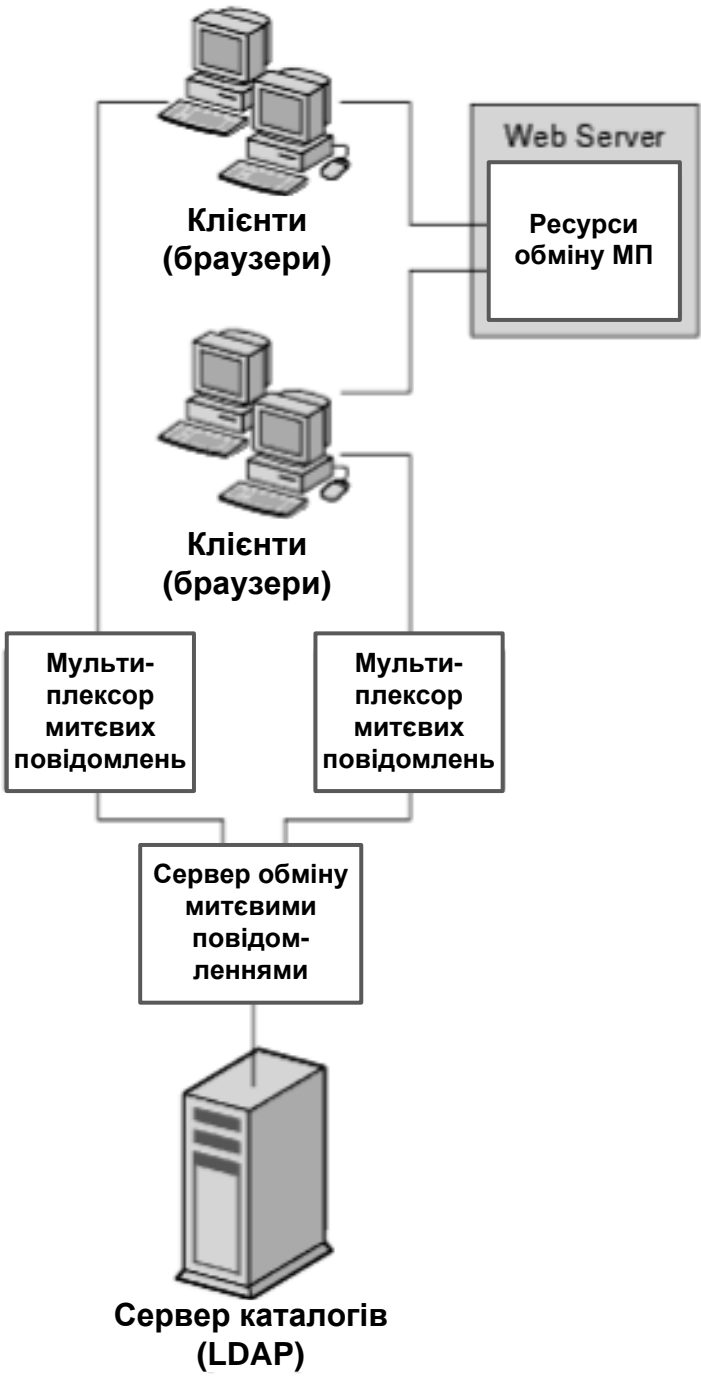 Web Server
Ресурси
обміну МП
Клієнти
(браузери)
Клієнти
(браузери)
Мульти-
плексор
митєвих
повідомлень
Мульти-
плексор
митєвих
повідомлень
Сервер обміну
митєвими
повідом-
леннями
Сервер каталогів
(LDAP)